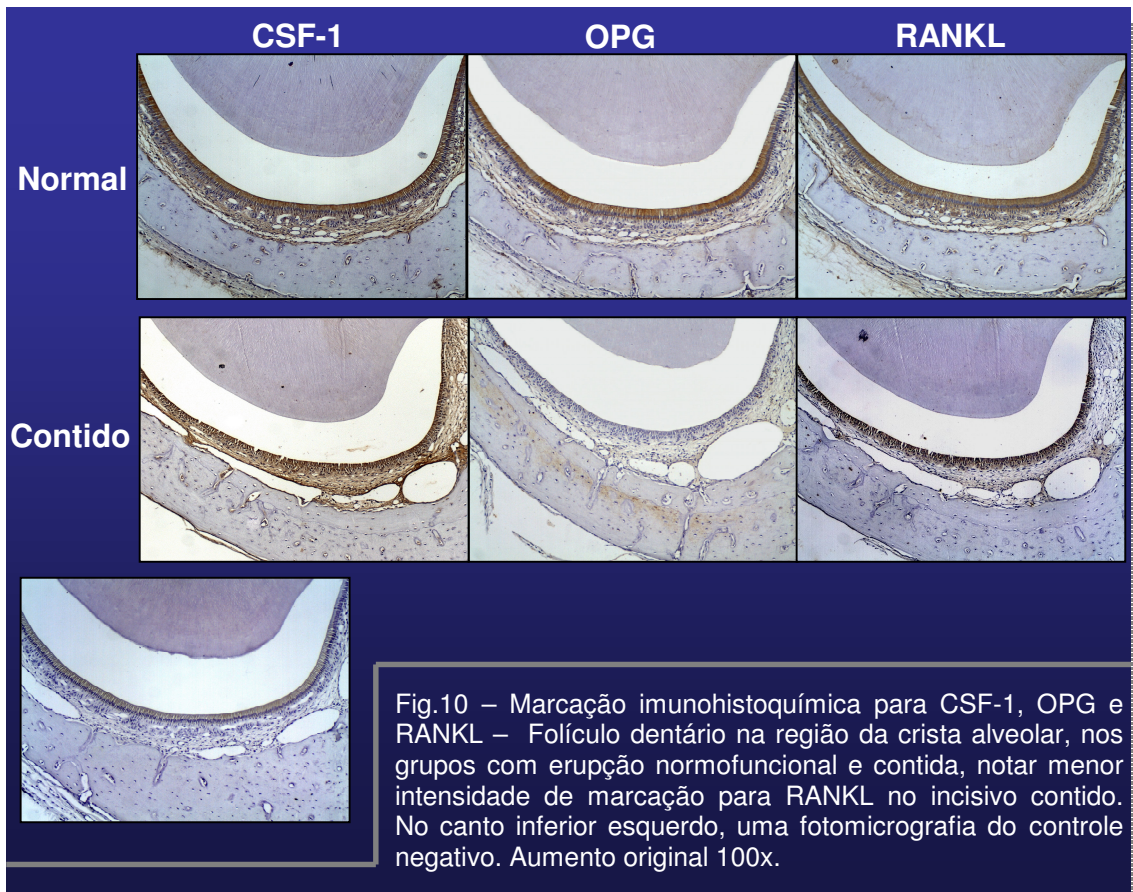 CSF-1 OPG RANKL
Normal
Contido
Fig.10 – Marcação imunohistoquímica para CSF-1, OPG e
RANKL – Folículo dentário na região da crista alveolar, nos
grupos com erupção normofuncional e contida, notar menor
intensidade de marcação para RANKL no incisivo contido.
No canto inferior esquerdo, uma fotomicrografia do controle
negativo. Aumento original 100x.